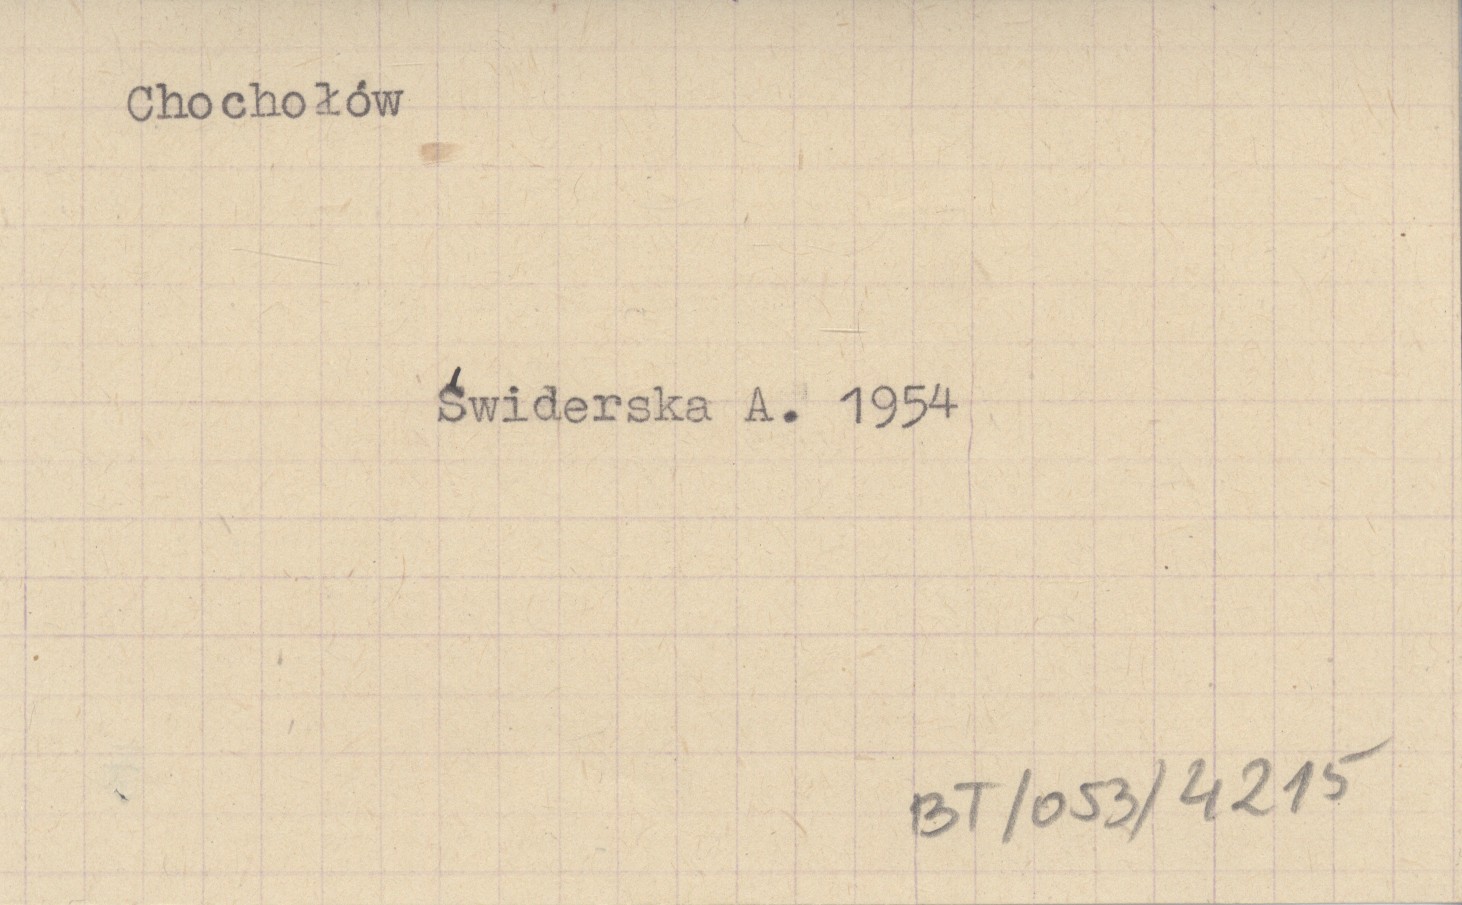 Chochołów
Świderska A. 1954
BT/053/4215